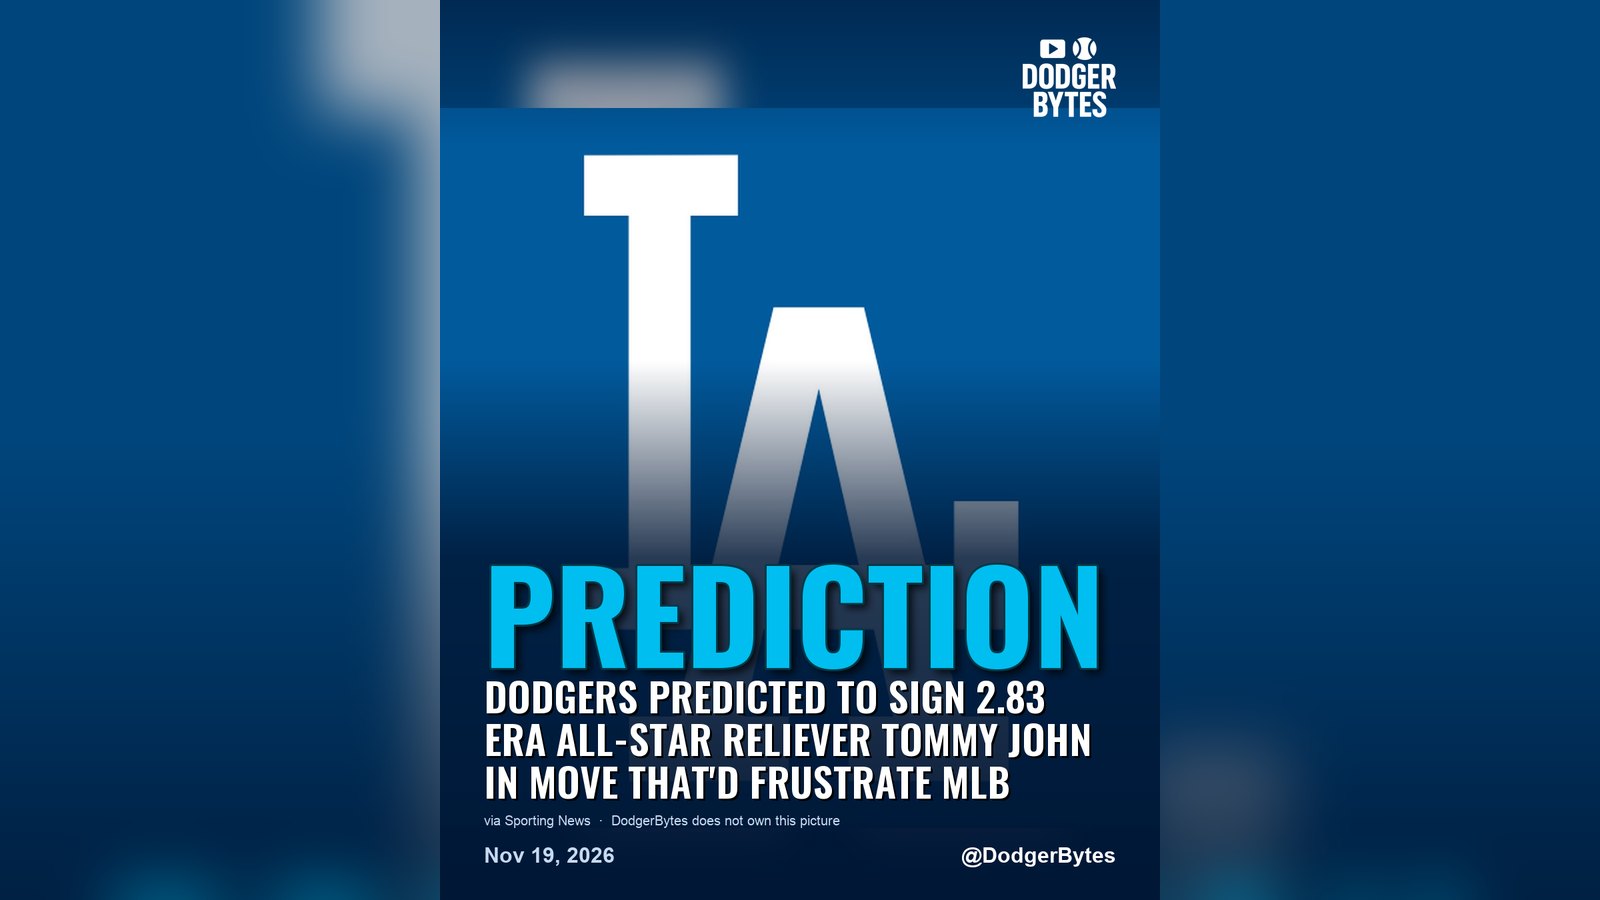 DODGER
BYTES
LA
PREDICTION
DODGERS PREDICTED TO SIGN 2.83
ERA ALL-STAR RELIEVER TOMMY JOHN
IN MOVE THAT'D FRUSTRATE MLB
via Sporting News · DodgerBytes does not own this picture
Nov 19, 2026
@DodgerBytes